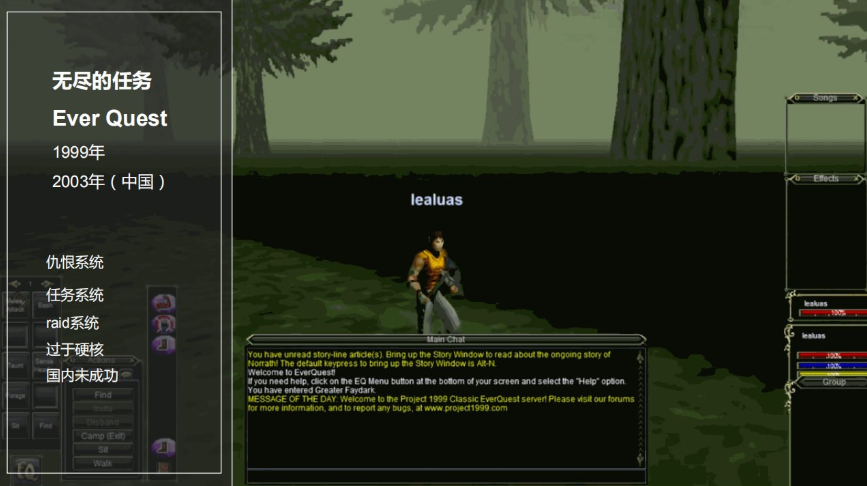 无尽的任务
Ever Quest
1999年
2003年（中国）
仇恨系统
任务系统
raid系统
过于硬核
国内未成功
Find
Camp (Exit)
Sit
Walk
Sit
EQ
lealuas
Main Chat
You have unread story-line article(s). Bring up the Story Window to read about the ongoing story of
Norrath! The default keypress to bring up the Story Window is Alt-N.
Welcome to EverQuest!
If you need help, click on the EQ Menu button at the bottom of your screen and select the "Help" option.
You have entered Greater Faydark.
MESSAGE OF THE DAY: Welcome to the Project 1999 Classic EverQuest server! Please visit our forums
for more information, and to report any bugs, at www.project1999.com
Songs
Effects
lealuas
100%
lealuas
100%
100%
Group